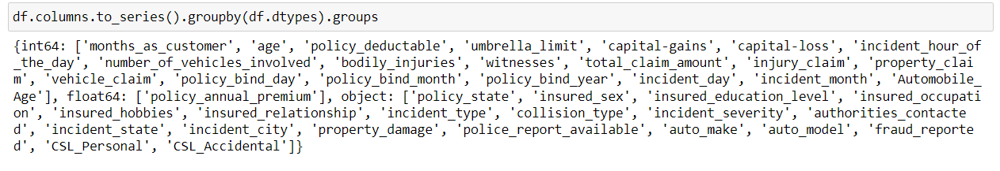 df.columns.to_series().groupby(df.dtypes).groups
{int64: ['months_as_customer', 'age', 'policy_deductable', 'umbrella_limit', 'capital-gains', 'capital-loss', 'incident_hour_of
_the_day', 'number_of_vehicles_involved', 'bodily_injuries', 'witnesses', 'total_claim_amount', 'injury_claim', 'property_clai
m', 'vehicle_claim', 'policy_bind_day', 'policy_bind_month', 'policy_bind_year', 'incident_day', 'incident_month', 'Automobile_
Age'], float64: ['policy_annual_premium'], object: ['policy_state', 'insured_sex', 'insured_education_level', 'insured_occupati
on', 'insured_hobbies', 'insured_relationship', 'incident_type', 'collision_type', 'incident_severity', 'authorities_contacte
d', 'incident_state', 'incident_city', 'property_damage', 'police_report_available', 'auto_make', 'auto_model', 'fraud_reporte
d', 'CSL_Personal', 'CSL_Accidental']}